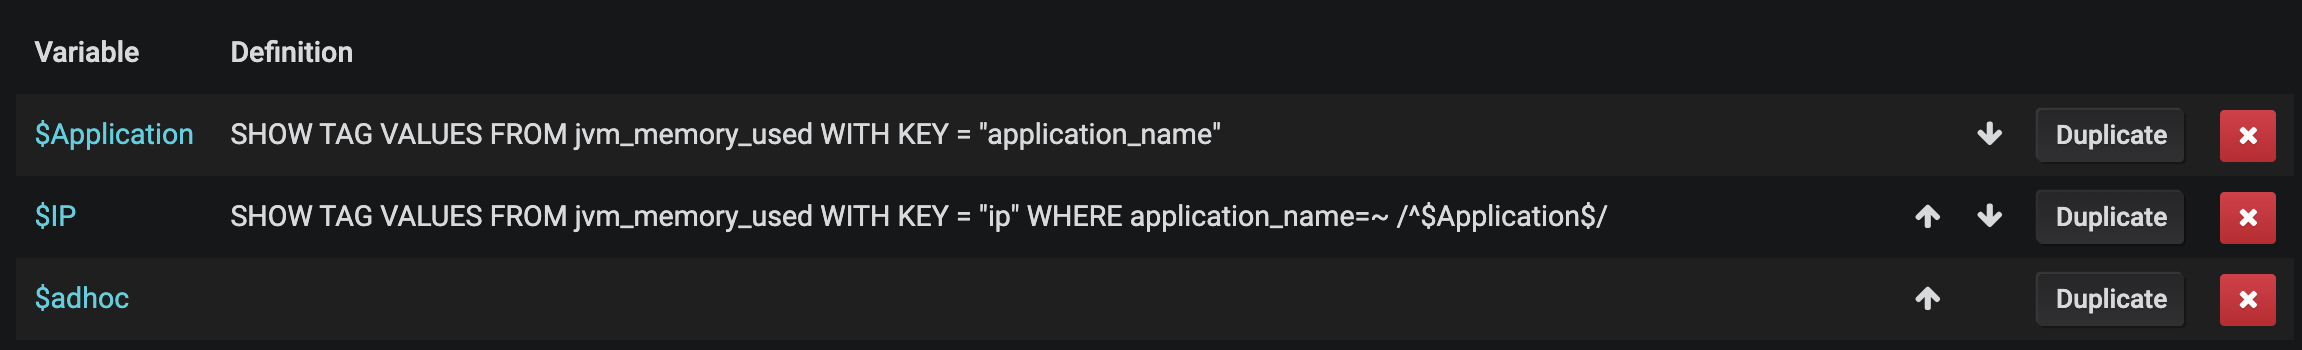 Variable Definition
$Application SHOW TAG VALUES FROM jvm_memory_used WITH KEY = "application_name" Duplicate
$IP SHOW TAG VALUES FROM jvm_memory_used WITH KEY = "ip" WHERE application_name=~ /^$Application$/ Duplicate
$adhoc Duplicate